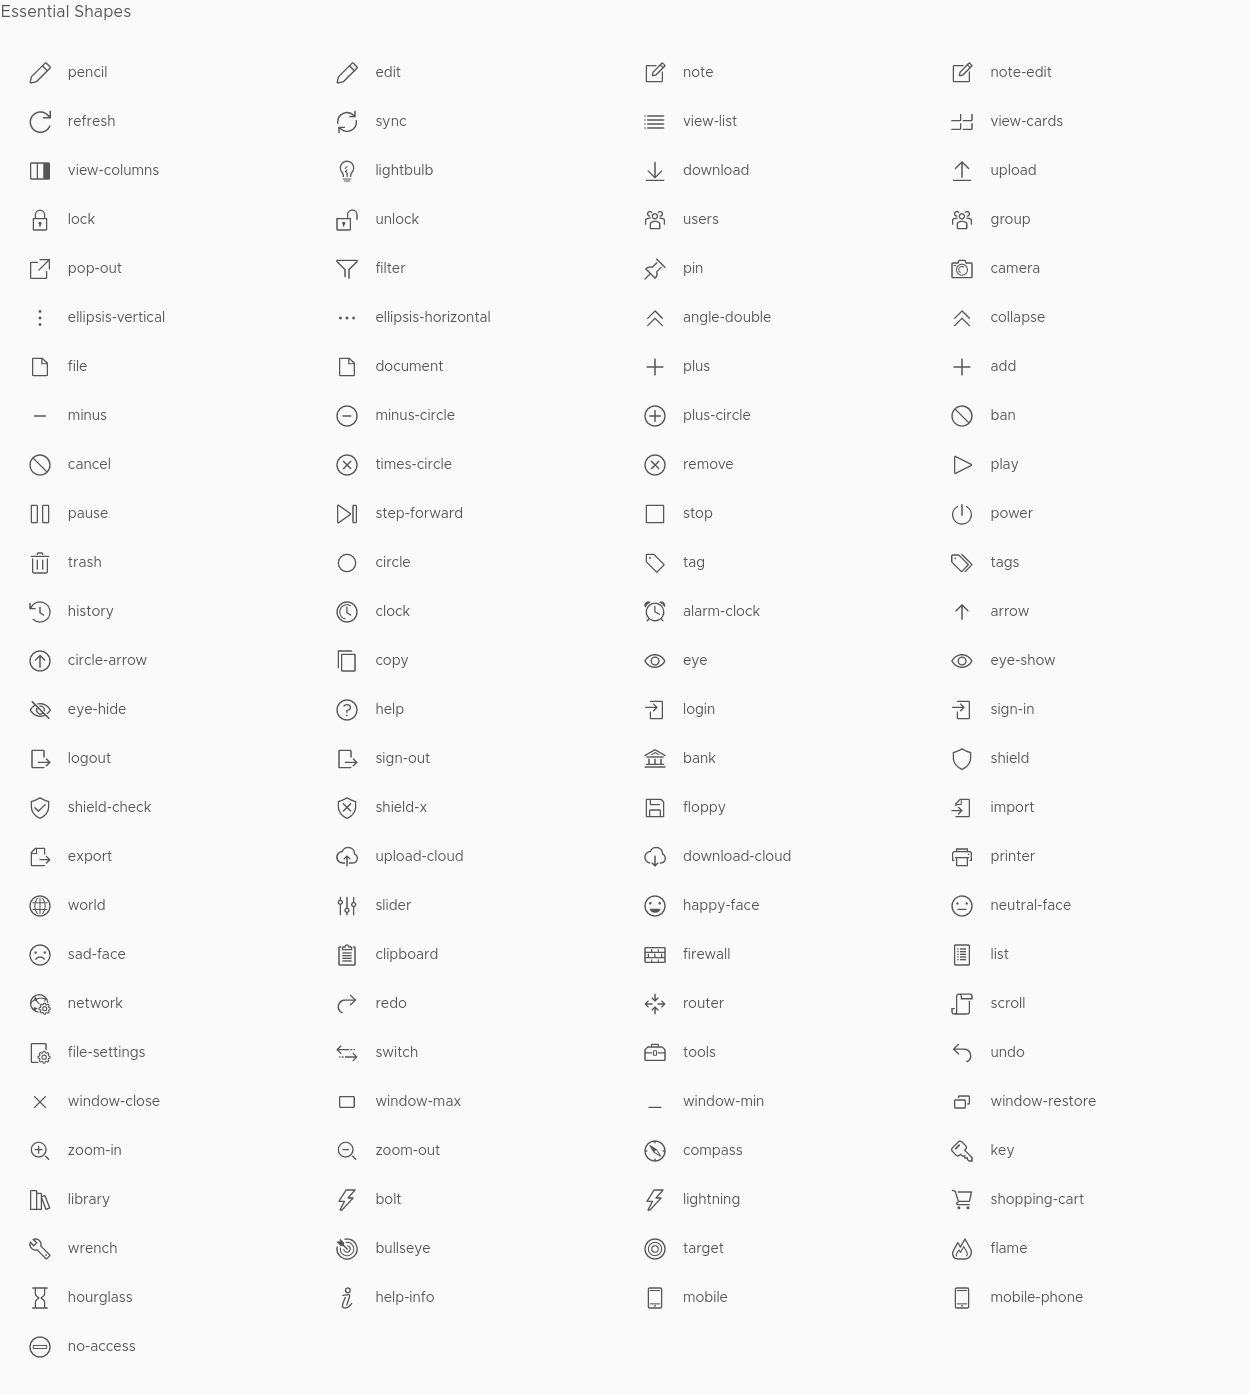 Essential Shapes
pencil edit note note-edit
refresh sync view-list view-cards
view-columns lightbulb download upload
lock unlock users group
pop-out filter pin camera
ellipsis-vertical ellipsis-horizontal angle-double collapse
file document plus add
minus minus-circle plus-circle ban
cancel times-circle remove play
pause step-forward stop power
trash circle tag tags
history clock alarm-clock arrow
circle-arrow copy eye eye-show
eye-hide help login sign-in
logout sign-out bank shield
shield-check shield-x floppy import
export upload-cloud download-cloud printer
world slider happy-face neutral-face
sad-face clipboard firewall list
network redo router scroll
file-settings switch tools undo
window-close window-max window-min window-restore
zoom-in zoom-out compass key
library bolt lightning shopping-cart
wrench bullseye target flame
hourglass help-info mobile mobile-phone
no-access